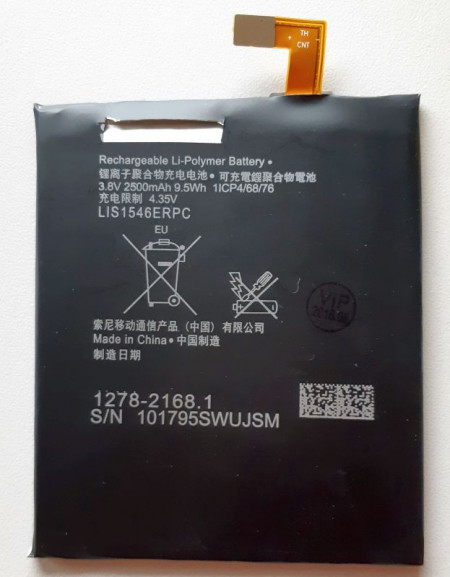 TH
+ CNT
Rechargeable Li-Polymer Battery •
锂离子聚合物充电电池 • 可充電鋰聚合物電池
3.8V 2500mAh 9.5Wh 1ICP4/68/76
充电限制 4.35V
LIS1546ERPC
EU
索尼移动通信产品（中国）有限公司
Made in China • 中国制造
制造日期
VIP
1278-2168.1
S/N 101795SWUJSM